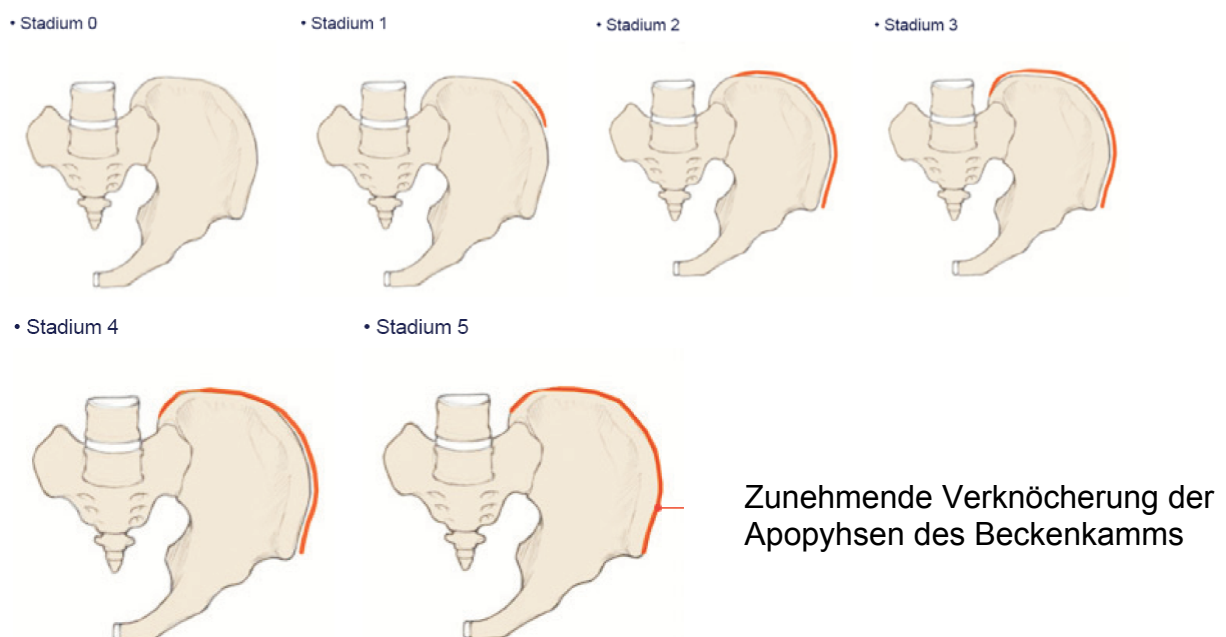 • Stadium 0
• Stadium 1
• Stadium 2
• Stadium 3
• Stadium 4
• Stadium 5
Zunehmende Verknöcherung der
Apopyhsen des Beckenkamms